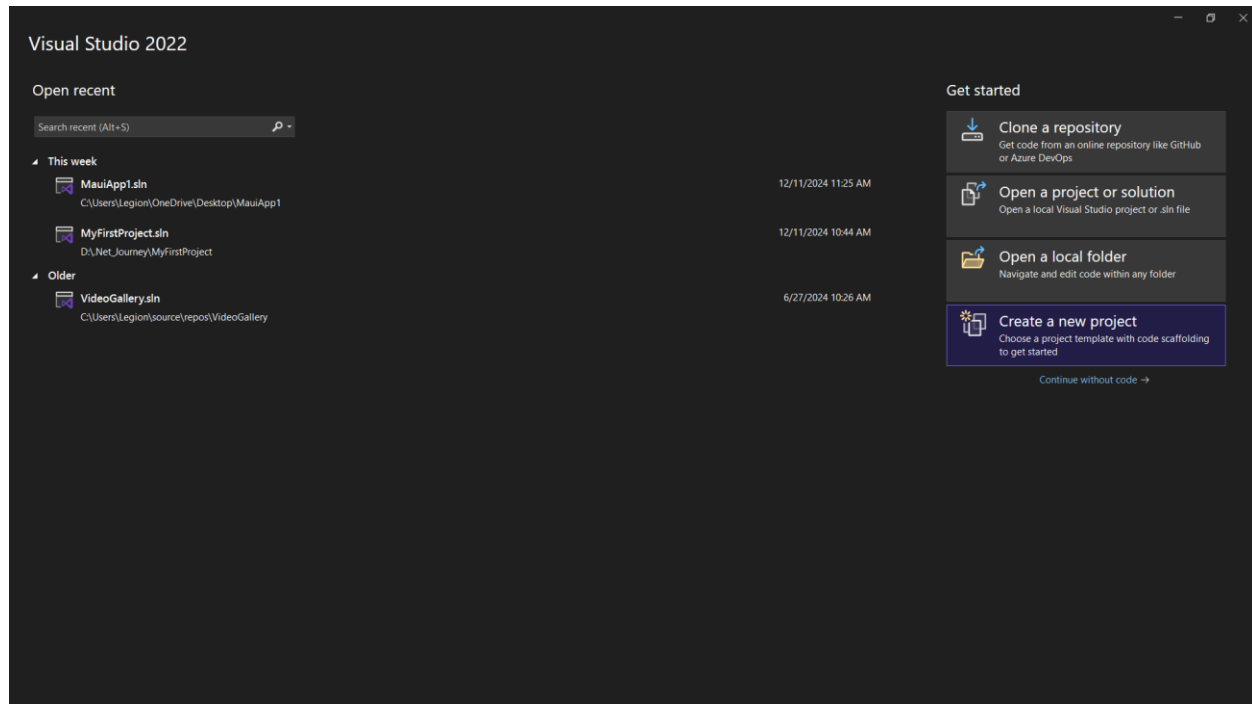 Visual Studio 2022
Open recent
Search recent (Alt+S)
This week
MauiApp1.sln
12/11/2024 11:25 AM
C:\Users\Legion\OneDrive\Desktop\MauiApp1
MyFirstProject.sln
12/11/2024 10:44 AM
D:\.Net_Journey\MyFirstProject
Older
VideoGallery.sln
6/27/2024 10:26 AM
C:\Users\Legion\source\repos\VideoGallery
Get started
Clone a repository
Get code from an online repository like GitHub
or Azure DevOps
Open a project or solution
Open a local Visual Studio project or .sln file
Open a local folder
Navigate and edit code within any folder
Create a new project
Choose a project template with code scaffolding
to get started
Continue without code →